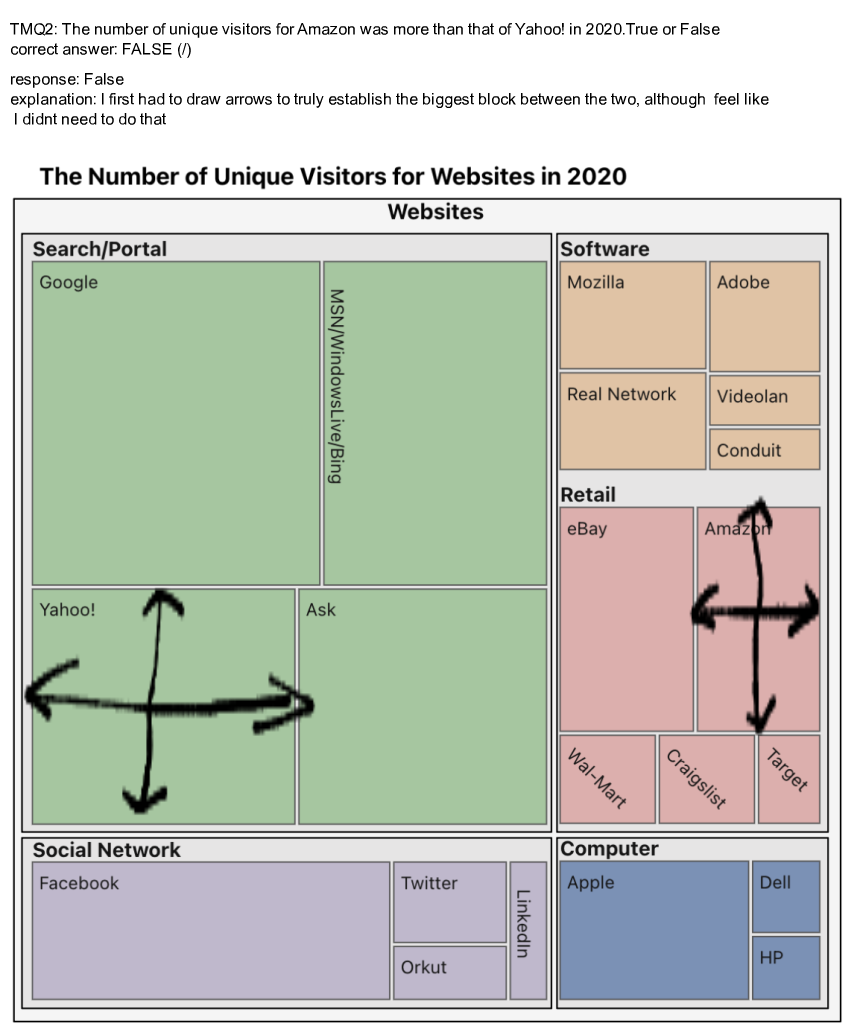 TMQ2: The number of unique visitors for Amazon was more than that of Yahoo! in 2020.True or False
correct answer: FALSE (/)
response: False
explanation: I first had to draw arrows to truly establish the biggest block between the two, although  feel like
I didnt need to do that
The Number of Unique Visitors for Websites in 2020
Websites
Search/Portal
Google
MSN/WindowsLive/Bing
Yahoo!
Ask
Software
Mozilla
Adobe
Real Network
Videolan
Conduit
Retail
eBay
Amazon
Wal-Mart
Craigslist
Target
Social Network
Facebook
Twitter
Orkut
LinkedIn
Computer
Apple
Dell
HP